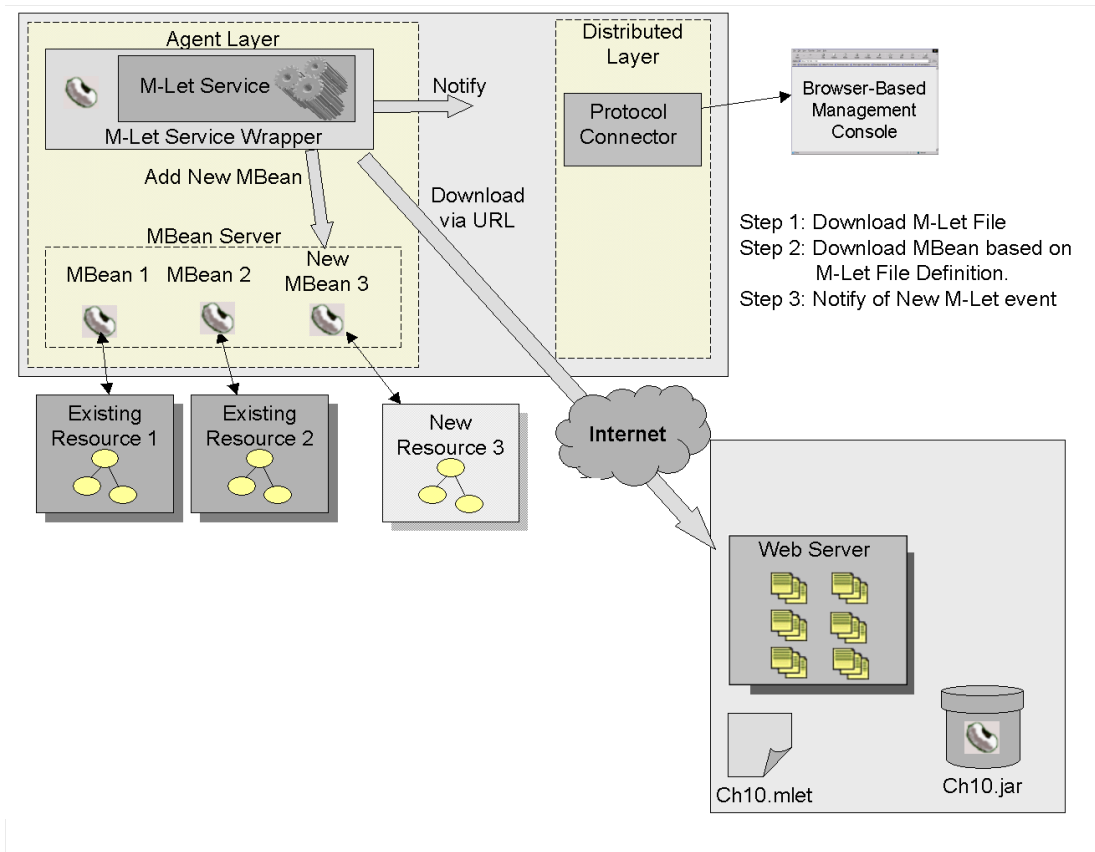 Agent Layer
M-Let Service
M-Let Service Wrapper
Notify
Distributed
Layer
Protocol
Connector
Browser-Based
Management
Console
Add New MBean
Download
via URL
MBean Server
MBean 1
MBean 2
New
MBean 3
Step 1: Download M-Let File
Step 2: Download MBean based on
M-Let File Definition.
Step 3: Notify of New M-Let event
Existing
Resource 1
Existing
Resource 2
New
Resource 3
Internet
Web Server
Ch10.mlet
Ch10.jar